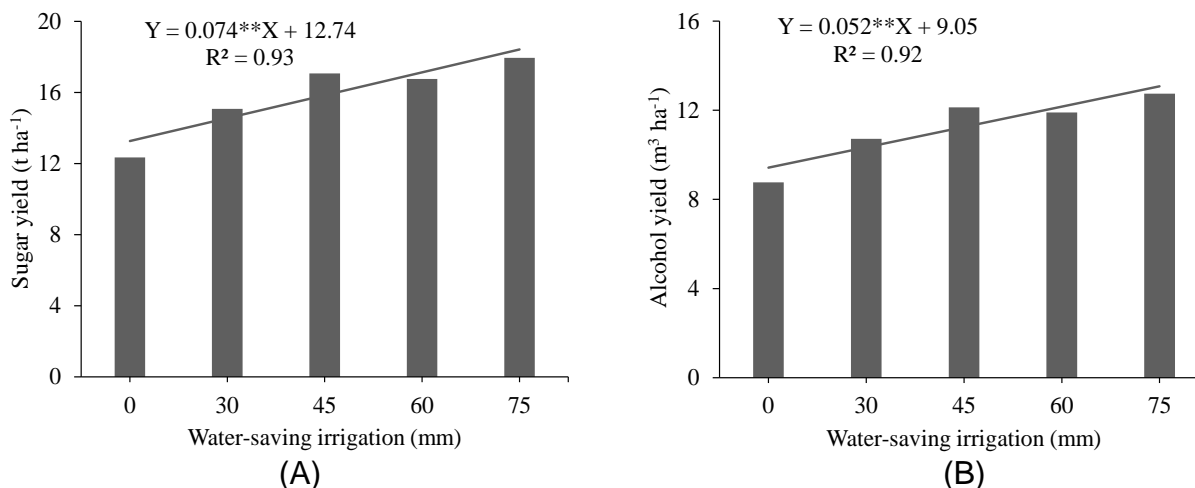 Y = 0.074**X + 12.74
R² = 0.93
Sugar yield (t ha⁻¹)
20
16
12
8
4
0
0 30 45 60 75
Water-saving irrigation (mm)
(A)
Y = 0.052**X + 9.05
R² = 0.92
Alcohol yield (m³ ha⁻¹)
16
12
8
4
0
0 30 45 60 75
Water-saving irrigation (mm)
(B)